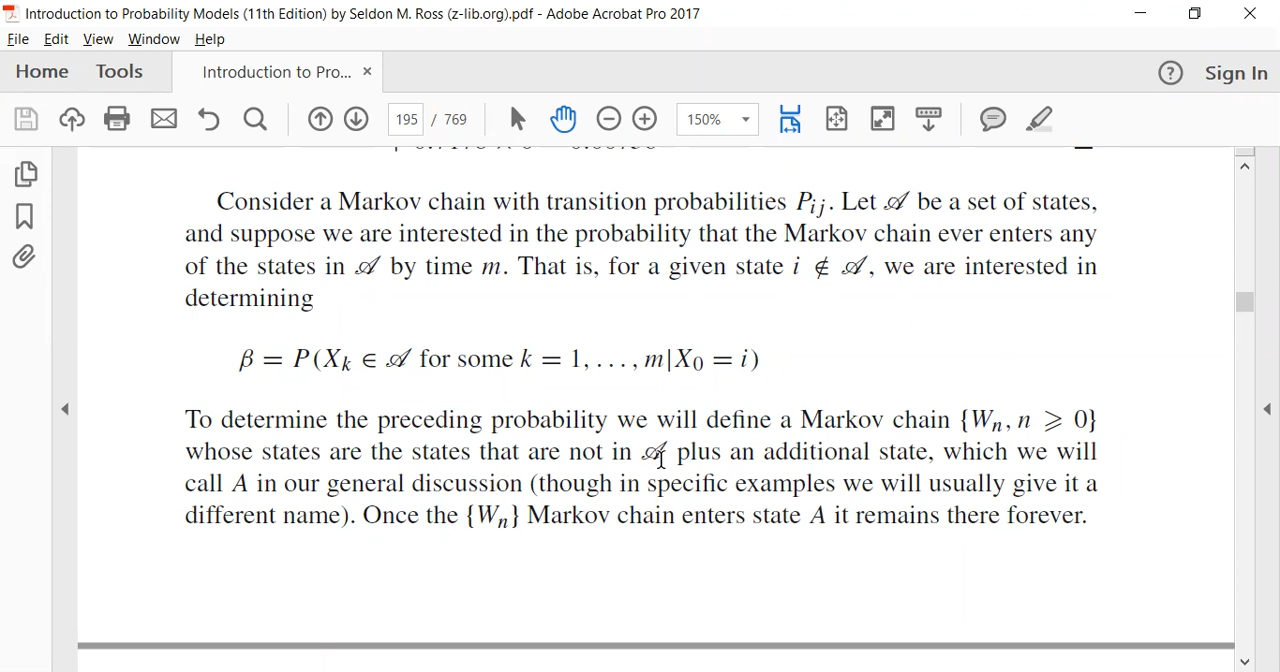 Introduction to Probability Models (11th Edition) by Seldon M. Ross (z-lib.org).pdf - Adobe Acrobat Pro 2017
File Edit View Window Help
Home Tools Introduction to Pro... × ? Sign In
195 / 769 150%
Consider a Markov chain with transition probabilities P_{ij}. Let 𝒜 be a set of states,
and suppose we are interested in the probability that the Markov chain ever enters any
of the states in 𝒜 by time m. That is, for a given state i ∉ 𝒜, we are interested in
determining
β = P(X_k ∈ 𝒜 for some k = 1, . . . , m|X_0 = i)
To determine the preceding probability we will define a Markov chain {W_n, n ⩾ 0}
whose states are the states that are not in 𝒜 plus an additional state, which we will
call A in our general discussion (though in specific examples we will usually give it a
different name). Once the {W_n} Markov chain enters state A it remains there forever.